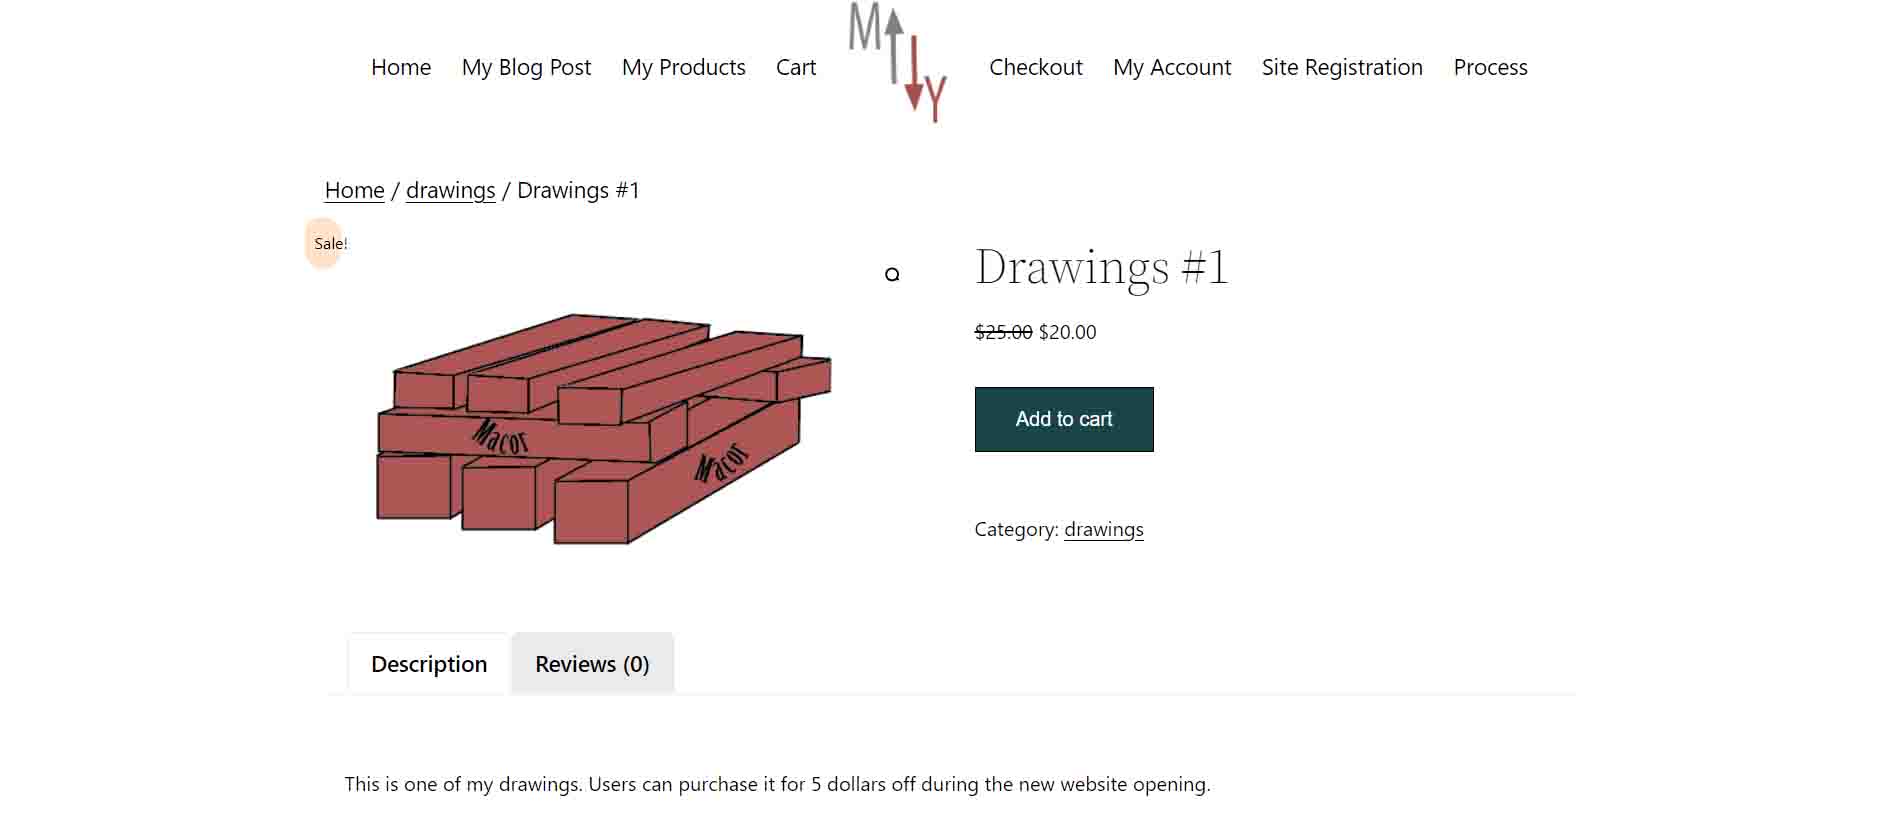 Home My Blog Post My Products Cart M Y Checkout My Account Site Registration Process
Home / drawings / Drawings #1
Sale!
Drawings #1
$25.00 $20.00
Add to cart
Macor
Macor
Category: drawings
Description Reviews (0)
This is one of my drawings. Users can purchase it for 5 dollars off during the new website opening.